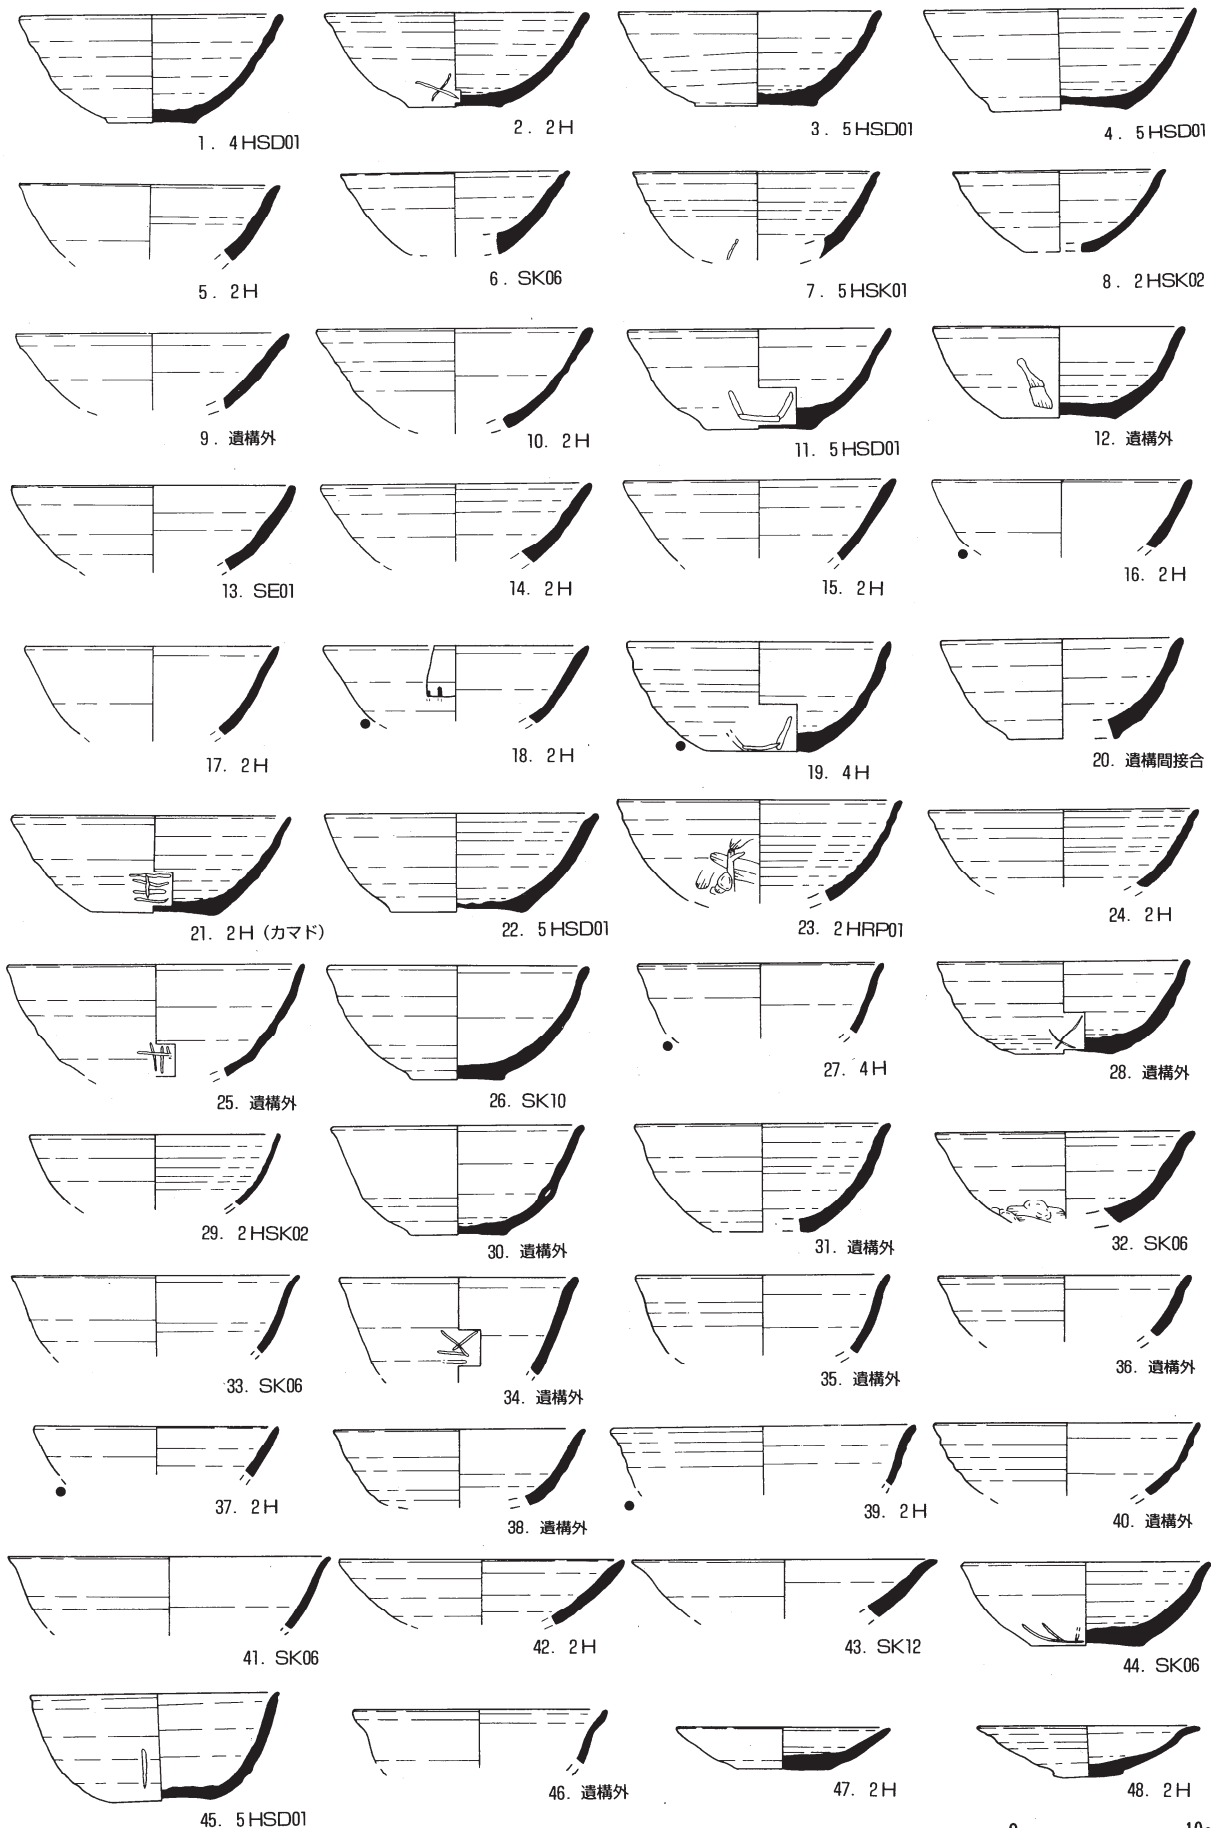 1. 4HSD01
2. 2H
3. 5HSD01
4. 5HSD01
5. 2H
6. SK06
7. 5HSK01
8. 2HSK02
9. 遺構外
10. 2H
11. 5HSD01
12. 遺構外
13. SE01
14. 2H
15. 2H
16. 2H
17. 2H
18. 2H
19. 4H
20. 遺構間接合
21. 2H(カマド)
22. 5HSD01
23. 2HRP01
24. 2H
25. 遺構外
26. SK10
27. 4H
28. 遺構外
29. 2HSK02
30. 遺構外
31. 遺構外
32. SK06
33. SK06
34. 遺構外
35. 遺構外
36. 遺構外
37. 2H
38. 遺構外
39. 2H
40. 遺構外
41. SK06
42. 2H
43. SK12
44. SK06
45. 5HSD01
46. 遺構外
47. 2H
48. 2H